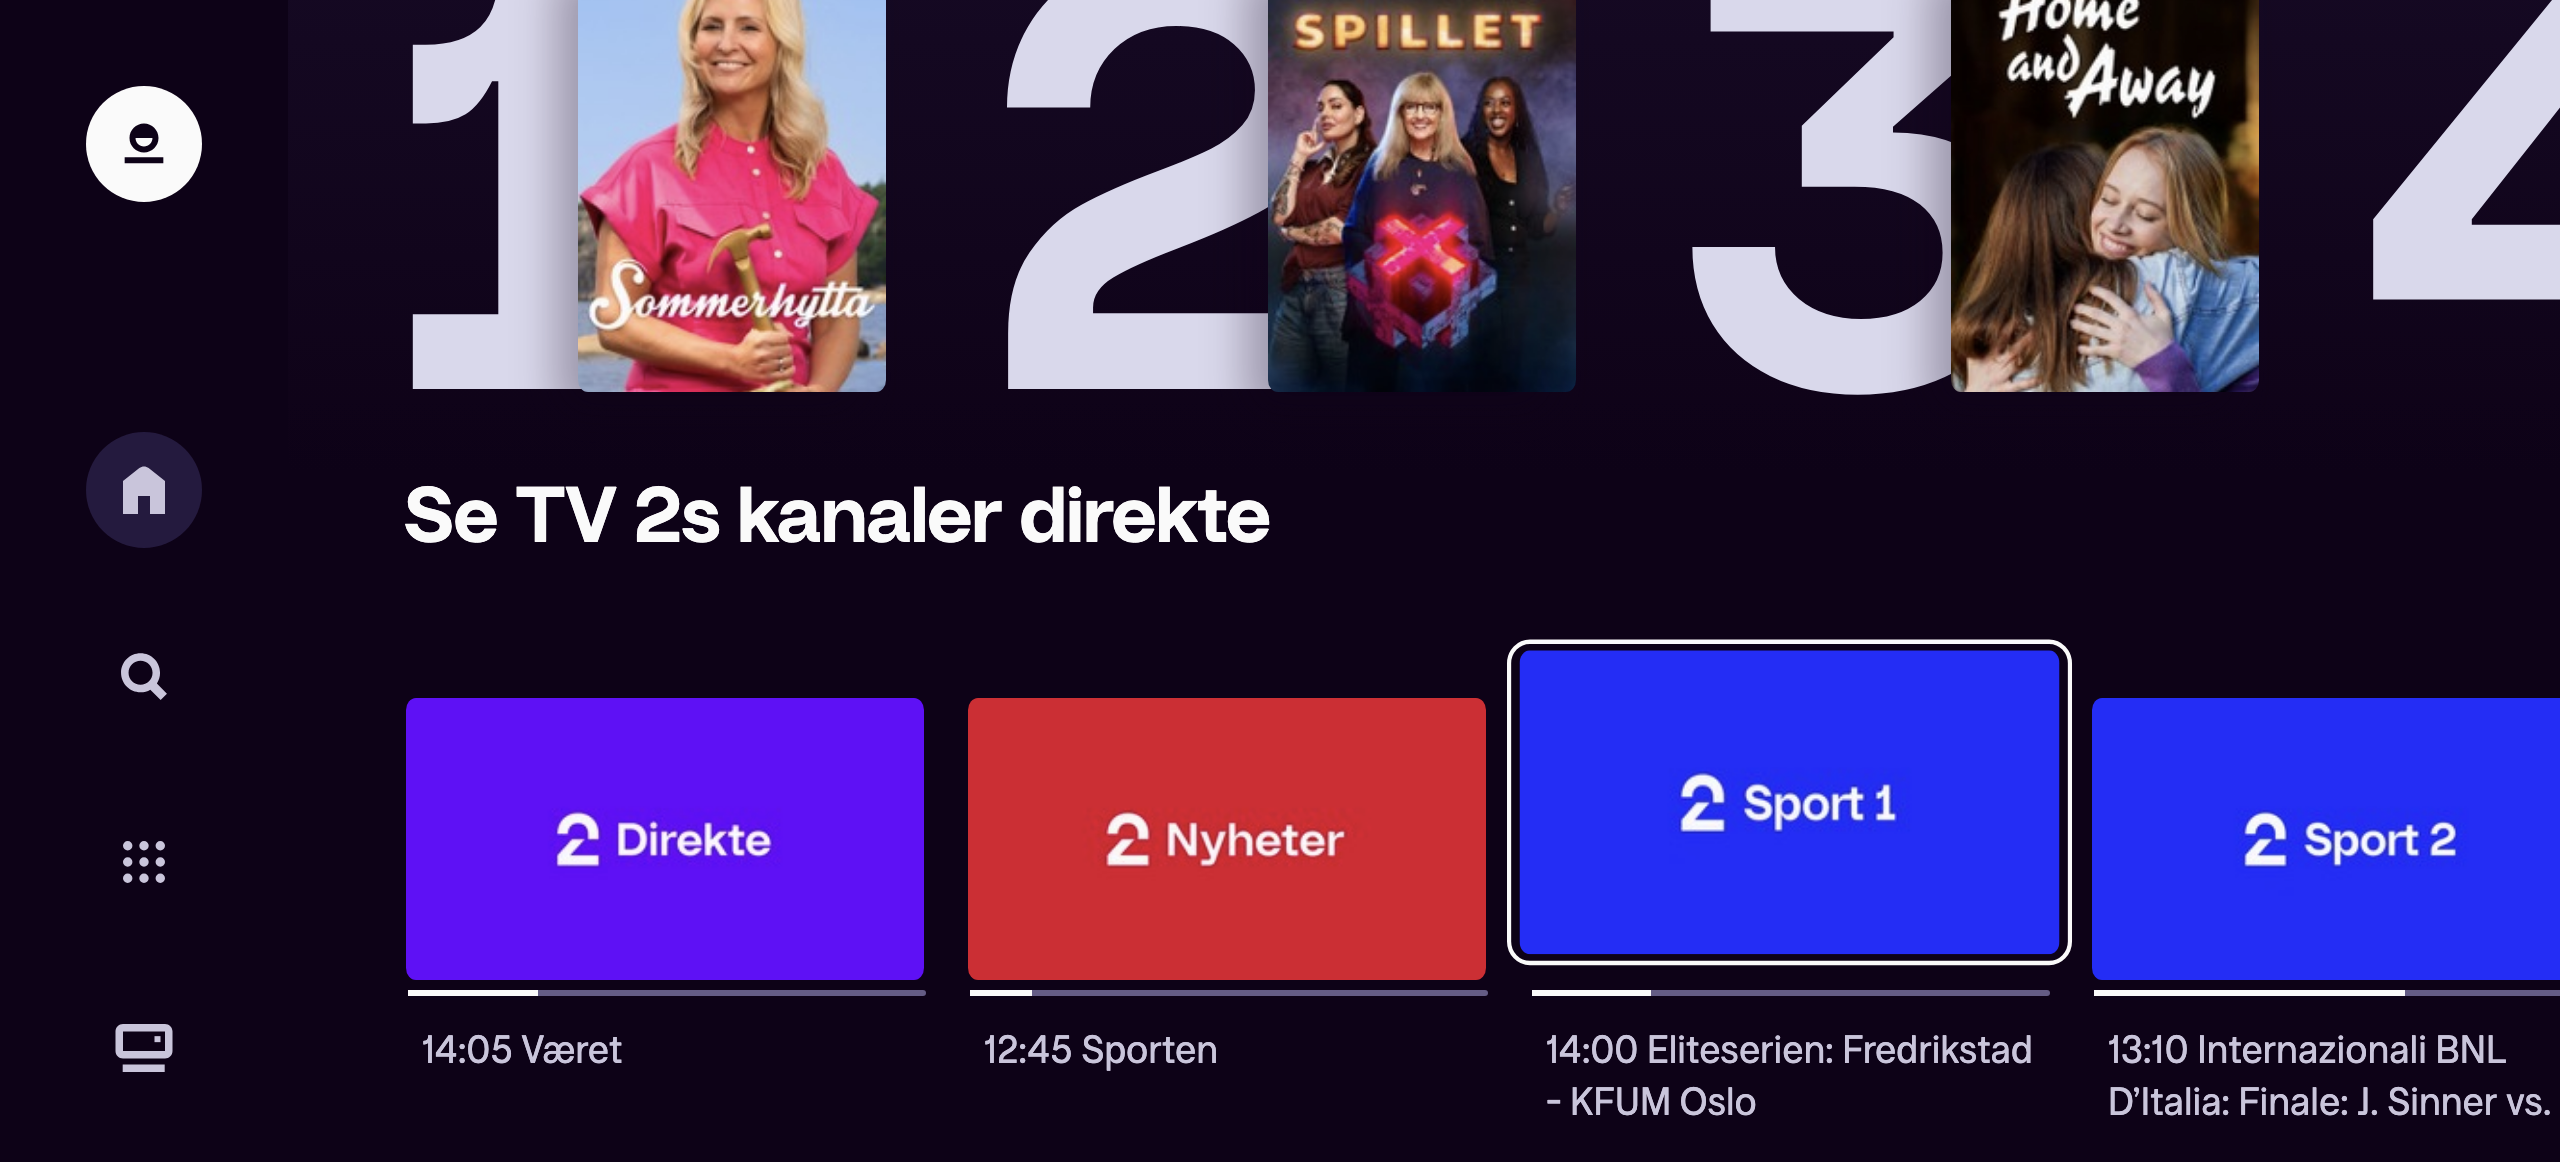 1
Sommerhytta
2
SPILLET
3
Home
and Away
4
Se TV 2s kanaler direkte
2 Direkte
2 Nyheter
2 Sport 1
2 Sport 2
14:05 Været
12:45 Sporten
14:00 Eliteserien: Fredrikstad
- KFUM Oslo
13:10 Internazionali BNL
D’Italia: Finale: J. Sinner vs.